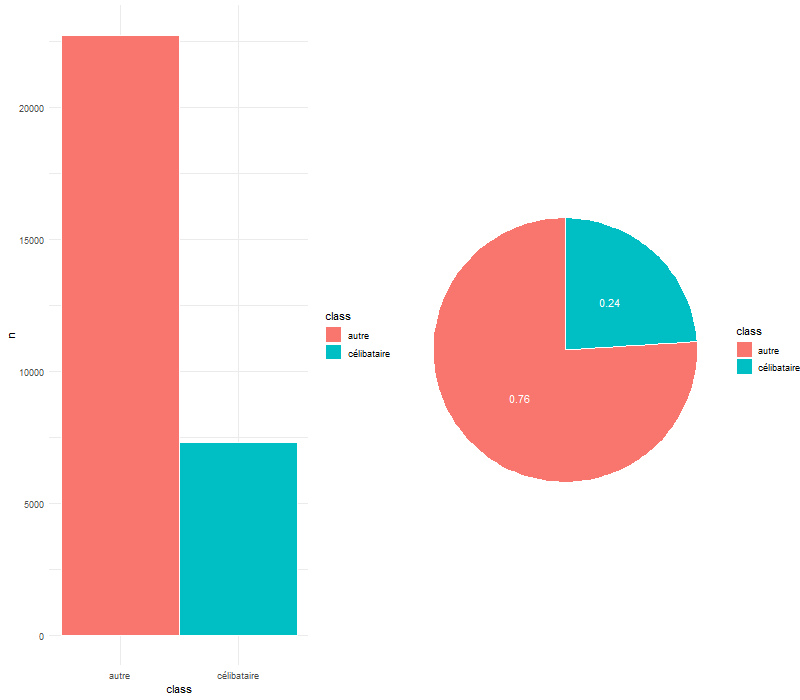 20000
15000
10000
5000
0
n
autre
célibataire
class
class
autre
célibataire
0.24
0.76
class
autre
célibataire